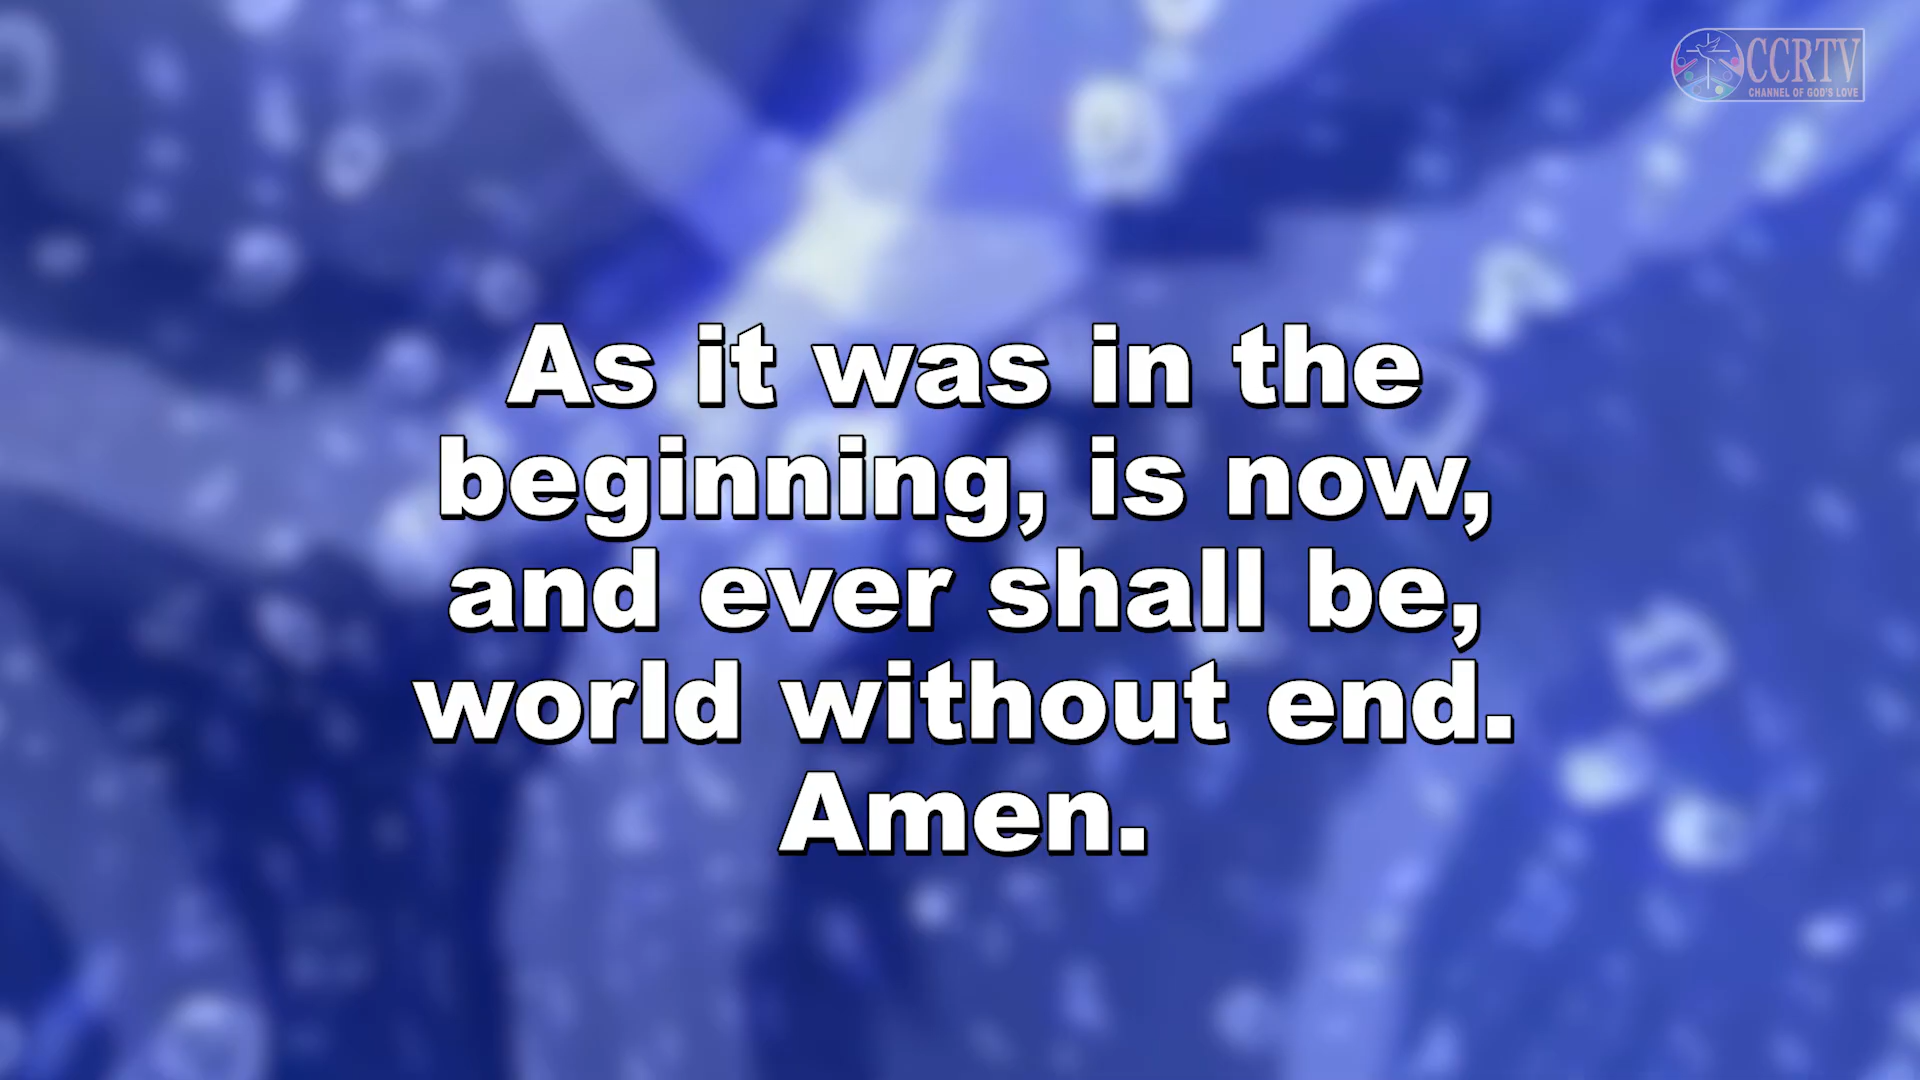 CCRTV
CHANNEL OF GOD'S LOVE
As it was in the
beginning, is now,
and ever shall be,
world without end.
Amen.